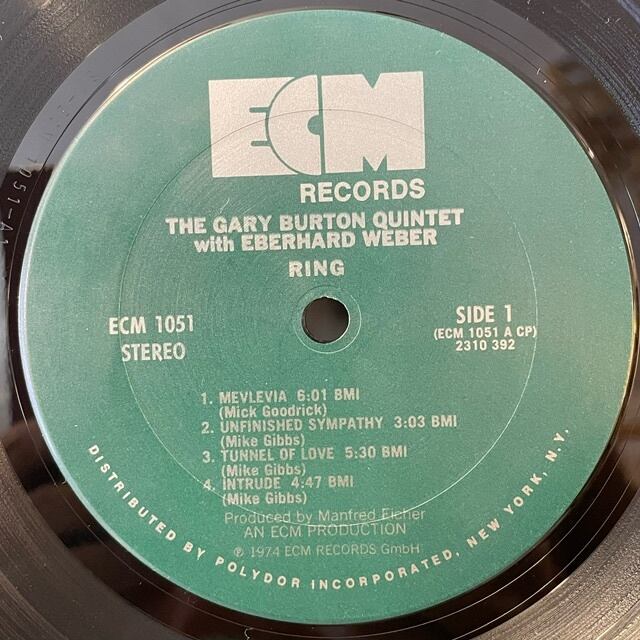 ECM
RECORDS
THE GARY BURTON QUINTET
with EBERHARD WEBER
RING
ECM 1051
STEREO
SIDE 1
(ECM 1051 A CP)
2310 392
1. MEVLEVIA 6:01 BMI
(Mick Goodrick)
2. UNFINISHED SYMPATHY 3:03 BMI
(Mike Gibbs)
3. TUNNEL OF LOVE 5:30 BMI
(Mike Gibbs)
4. INTRUDE 4:47 BMI
(Mike Gibbs)
Produced by Manfred Eicher
AN ECM PRODUCTION
℗ 1974 ECM RECORDS GmbH
DISTRIBUTED BY POLYDOR INCORPORATED, NEW YORK, N.Y.